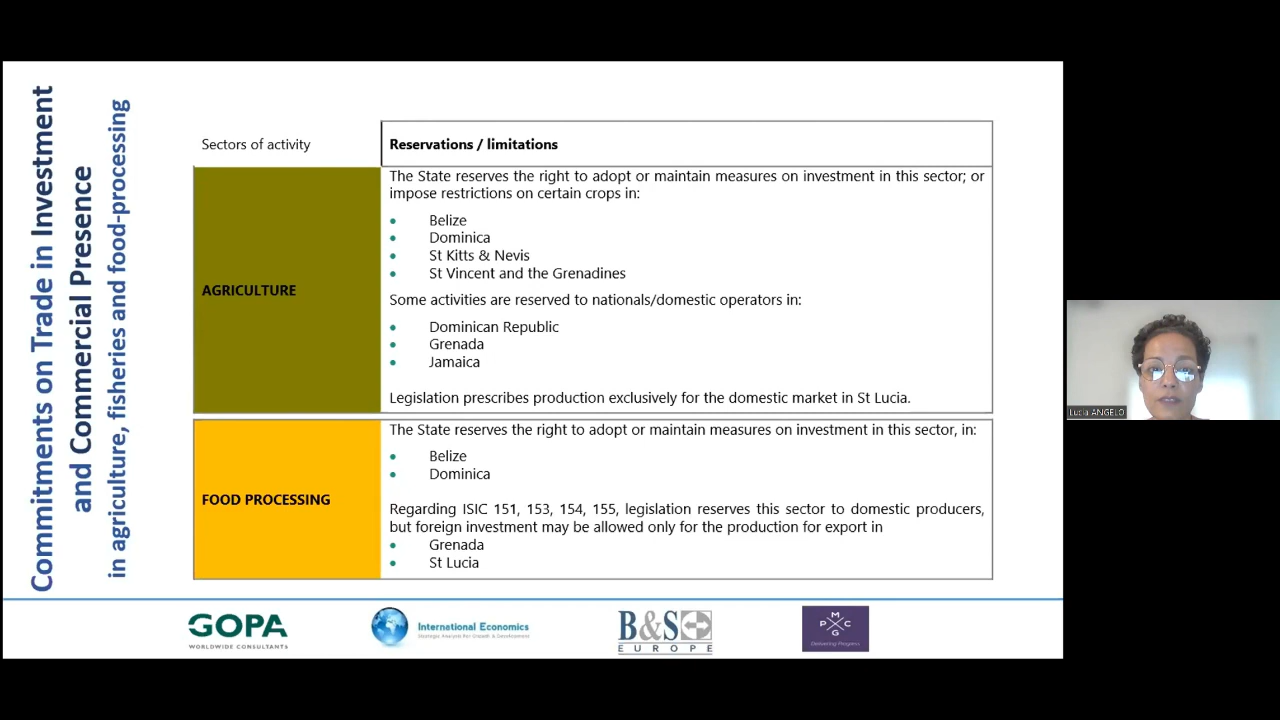 Commitments on Trade in Investment
and Commercial Presence
in agriculture, fisheries and food-processing
Sectors of activity
Reservations / limitations
AGRICULTURE
The State reserves the right to adopt or maintain measures on investment in this sector; or
impose restrictions on certain crops in:
• Belize
• Dominica
• St Kitts & Nevis
• St Vincent and the Grenadines
Some activities are reserved to nationals/domestic operators in:
• Dominican Republic
• Grenada
• Jamaica
Legislation prescribes production exclusively for the domestic market in St Lucia.
FOOD PROCESSING
The State reserves the right to adopt or maintain measures on investment in this sector, in:
• Belize
• Dominica
Regarding ISIC 151, 153, 154, 155, legislation reserves this sector to domestic producers,
but foreign investment may be allowed only for the production for export in
• Grenada
• St Lucia
GOPA
WORLDWIDE CONSULTANTS
International Economics
Strategic Analysis For Growth & Development
B&S
EUROPE
M
P C
G
Delivering Progress
Lucia ANGELO